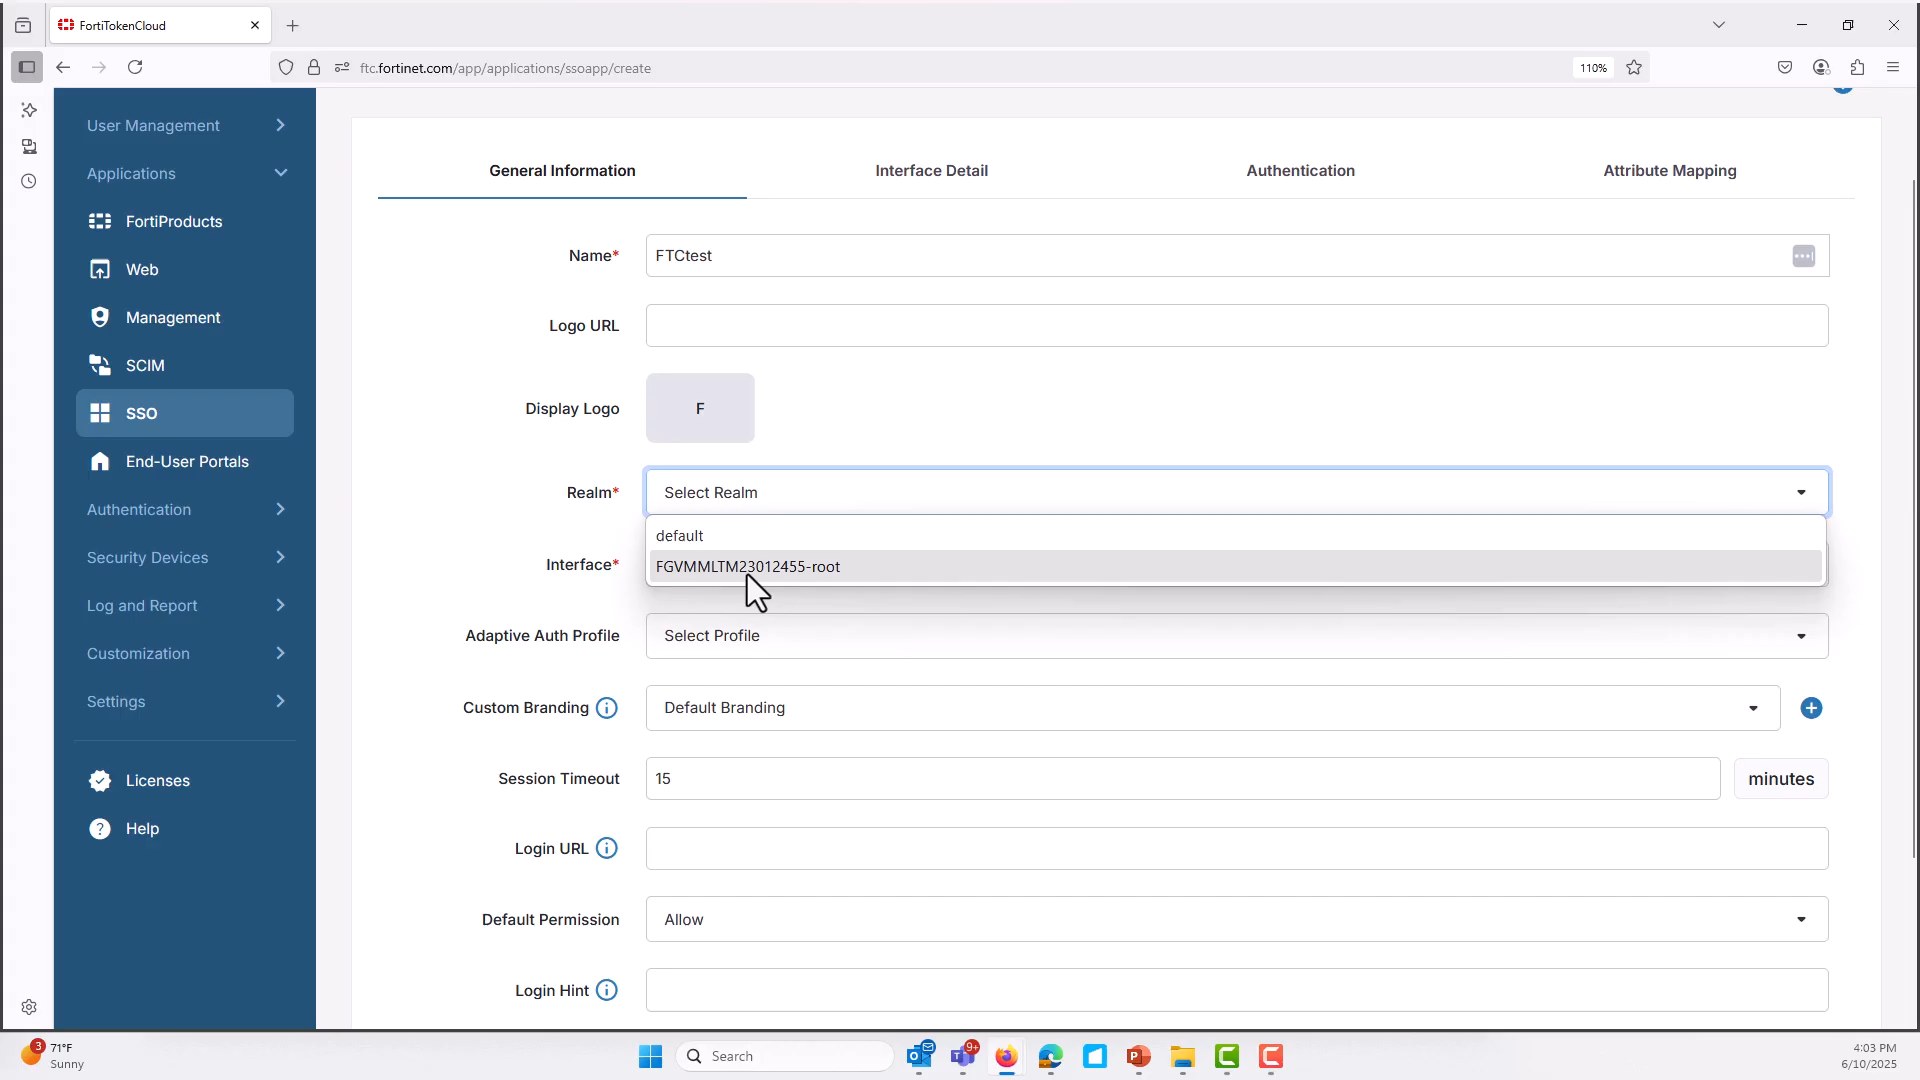 FortiTokenCloud
ftc.fortinet.com/app/applications/ssoapp/create
110%
User Management
Applications
FortiProducts
Web
Management
SCIM
SSO
End-User Portals
Authentication
Security Devices
Log and Report
Customization
Settings
Licenses
Help
General Information
Interface Detail
Authentication
Attribute Mapping
Name*
FTCtest
Logo URL
Display Logo
F
Realm*
Select Realm
default
FGVMMLTM23012455-root
Interface*
Adaptive Auth Profile
Select Profile
Custom Branding
Default Branding
Session Timeout
15
minutes
Login URL
Default Permission
Allow
Login Hint
3
71°F
Sunny
Search
9+
4:03 PM
6/10/2025